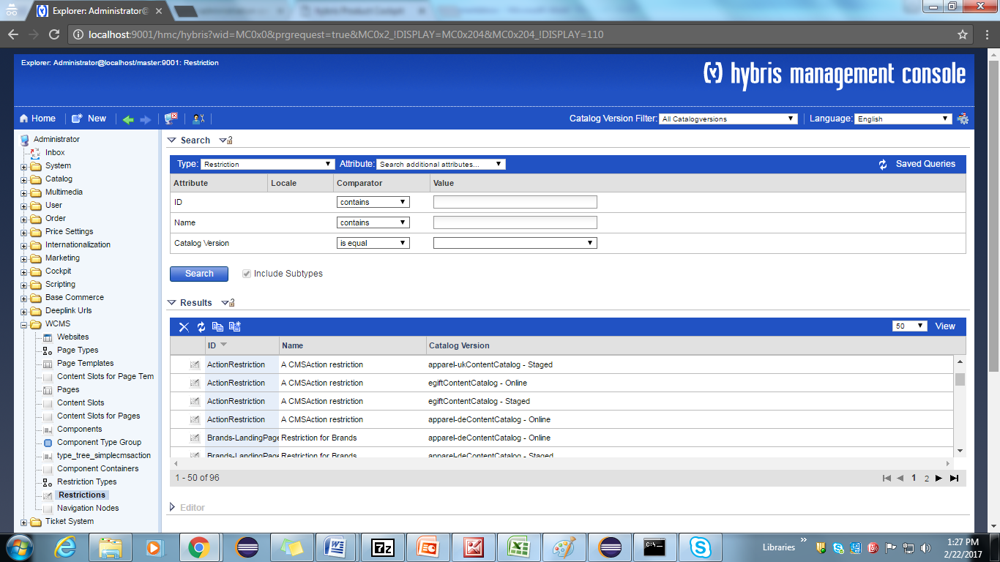 Explorer: Administrator@
hybris Product Cockpit
localhost:9001/hmc/hybris?wid=MC0x0&prgrequest=true&MC0x2_!DISPLAY=MC0x204&MC0x204_!DISPLAY=110
Explorer: Administrator@localhost/master:9001: Restriction
(y) hybris management console
Home New Catalog Version Filter: All Catalogversions Language: English
Administrator
Inbox
System
Catalog
Multimedia
User
Order
Price Settings
Internationalization
Marketing
Cockpit
Scripting
Base Commerce
Deeplink Urls
WCMS
Websites
Page Types
Page Templates
Content Slots for Page Tem
Pages
Content Slots
Content Slots for Pages
Components
Component Type Group
type_tree_simplecmsaction
Component Containers
Restriction Types
Restrictions
Navigation Nodes
Ticket System
Search
Type: Restriction Attribute: Search additional attributes... Saved Queries
Attribute Locale Comparator Value
ID contains
Name contains
Catalog Version is equal
Search Include Subtypes
Results
50 View
ID Name Catalog Version
ActionRestriction A CMSAction restriction apparel-ukContentCatalog - Staged
ActionRestriction A CMSAction restriction egiftContentCatalog - Online
ActionRestriction A CMSAction restriction egiftContentCatalog - Staged
ActionRestriction A CMSAction restriction apparel-deContentCatalog - Online
Brands-LandingPage Restriction for Brands apparel-deContentCatalog - Online
Brands-LandingPage Restriction for Brands apparel-deContentCatalog - Staged
1 - 50 of 96 1 2
Editor
7z
C:\_
Libraries
1:27 PM
2/22/2017